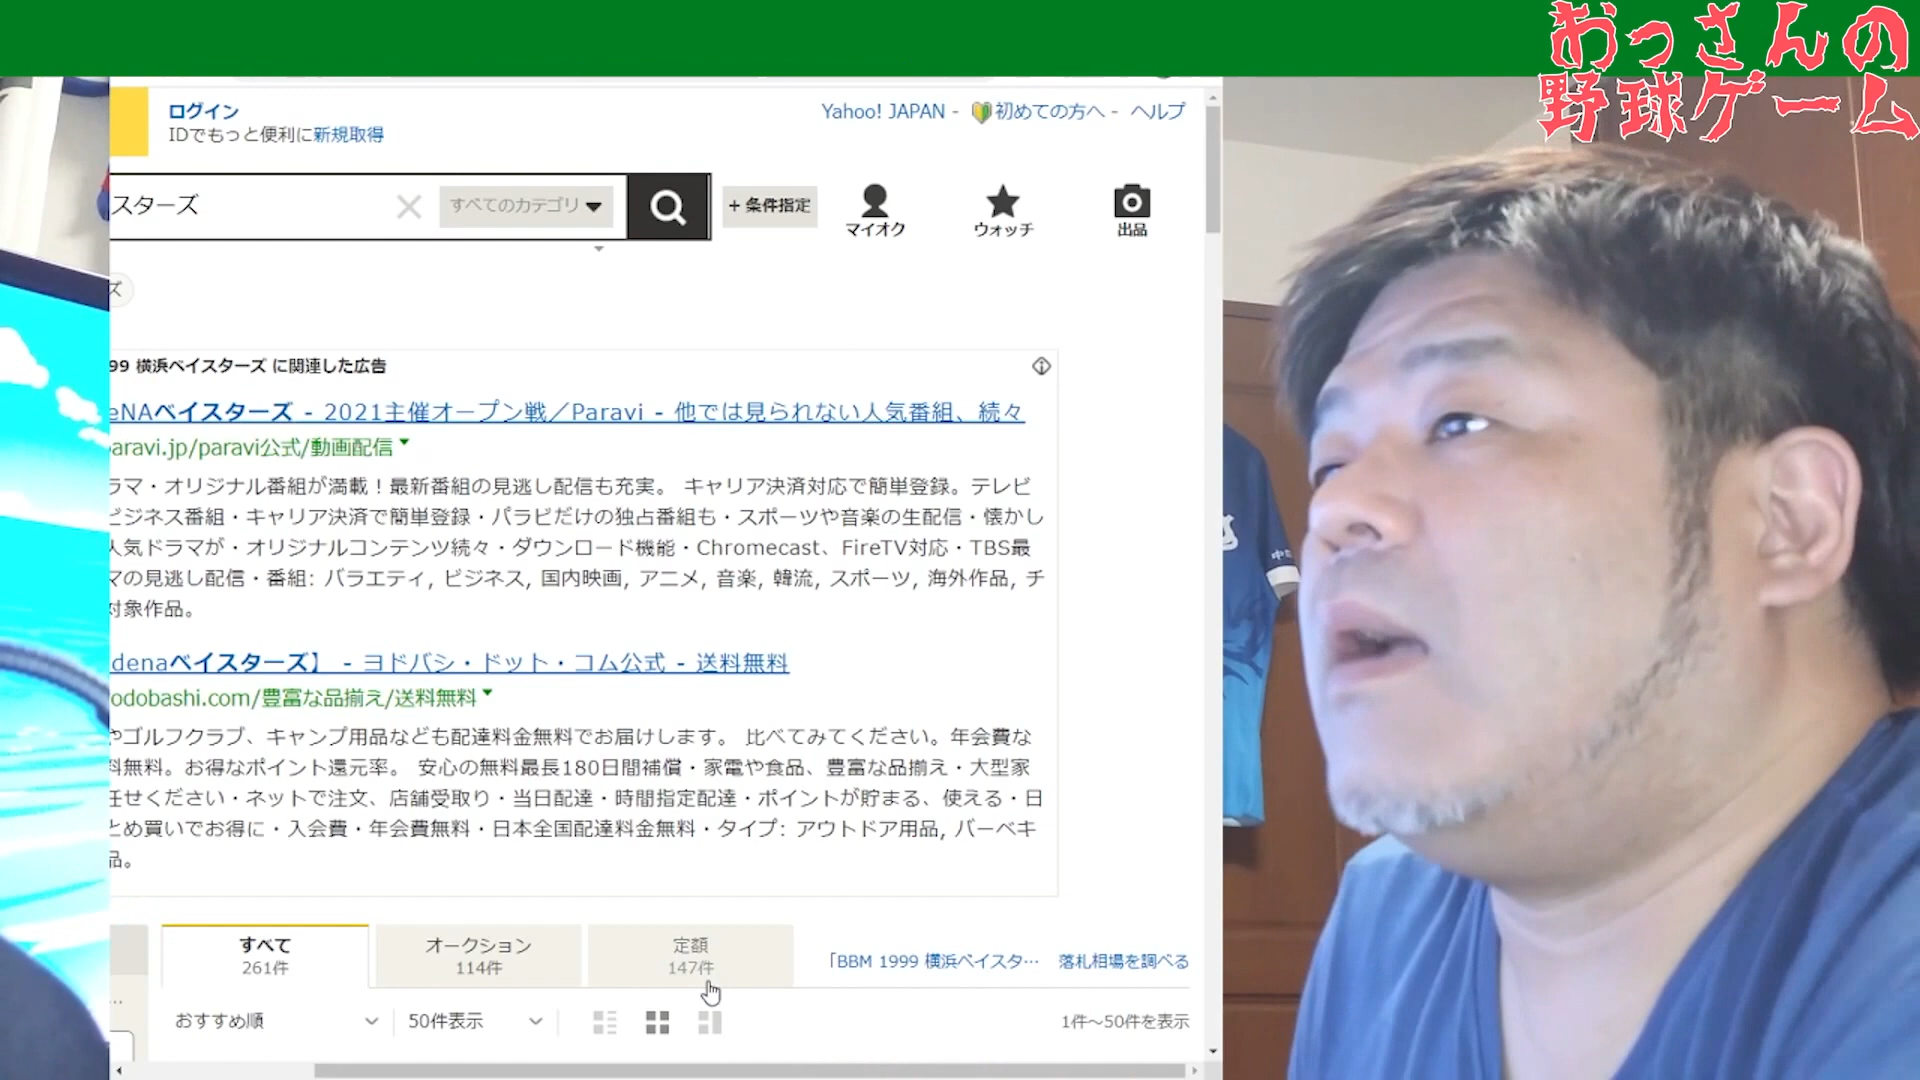 おっさんの
野球ゲーム
ログイン
IDでもっと便利に新規取得
Yahoo! JAPAN - 初めての方へ - ヘルプ
スターズ
すべてのカテゴリ
+条件指定
マイオク
ウォッチ
出品
ズ
99 横浜ベイスターズ に関連した広告
eNAベイスターズ - 2021主催オープン戦／Paravi - 他では見られない人気番組、続々
aravi.jp/paravi公式/動画配信
ラマ・オリジナル番組が満載！最新番組の見逃し配信も充実。 キャリア決済対応で簡単登録。テレビ
ビジネス番組・キャリア決済で簡単登録・パラビだけの独占番組も・スポーツや音楽の生配信・懐かし
人気ドラマが・オリジナルコンテンツ続々・ダウンロード機能・Chromecast、FireTV対応・TBS最
マの見逃し配信・番組: バラエティ, ビジネス, 国内映画, アニメ, 音楽, 韓流, スポーツ, 海外作品, チ
対象作品。
denaベイスターズ】 - ヨドバシ・ドット・コム公式 - 送料無料
odobashi.com/豊富な品揃え/送料無料
やゴルフクラブ、キャンプ用品なども配達料金無料でお届けします。 比べてみてください。年会費な
料無料。お得なポイント還元率。 安心の無料最長180日間補償・家電や食品、豊富な品揃え・大型家
任せください・ネットで注文、店舗受取り・当日配達・時間指定配達・ポイントが貯まる、使える・日
とめ買いでお得に・入会費・年会費無料・日本全国配達料金無料・タイプ: アウトドア用品, バーベキ
品。
すべて
261件
オークション
114件
定額
147件
「BBM 1999 横浜ベイスタ… 落札相場を調べる
おすすめ順
50件表示
1件〜50件を表示